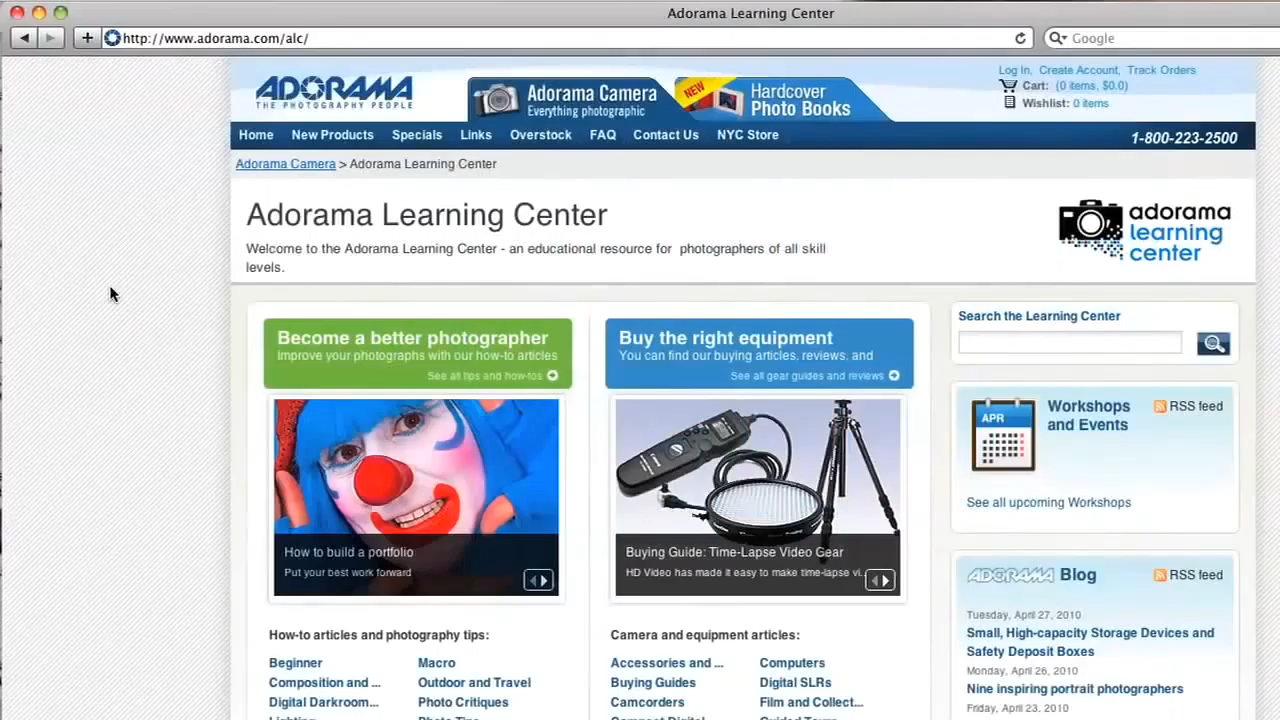 Adorama Learning Center
http://www.adorama.com/alc/
Google
ADORAMA
THE PHOTOGRAPHY PEOPLE
Adorama Camera
Everything photographic
NEW
Hardcover
Photo Books
Log In, Create Account, Track Orders
Cart: (0 items, $0.0)
Wishlist: 0 items
Home New Products Specials Links Overstock FAQ Contact Us NYC Store
1-800-223-2500
Adorama Camera > Adorama Learning Center
Adorama Learning Center
Welcome to the Adorama Learning Center - an educational resource for photographers of all skill
levels.
adorama
learning
center
Become a better photographer
Improve your photographs with our how-to articles
See all tips and how-tos
How to build a portfolio
Put your best work forward
How-to articles and photography tips:
Beginner Macro
Composition and ... Outdoor and Travel
Digital Darkroom... Photo Critiques
Buy the right equipment
You can find our buying articles, reviews, and
See all gear guides and reviews
Buying Guide: Time-Lapse Video Gear
HD Video has made it easy to make time-lapse vi...
Camera and equipment articles:
Accessories and ... Computers
Buying Guides Digital SLRs
Camcorders Film and Collect...
Search the Learning Center
APR
Workshops
and Events
RSS feed
See all upcoming Workshops
ADORAMA Blog
RSS feed
Tuesday, April 27, 2010
Small, High-capacity Storage Devices and
Safety Deposit Boxes
Monday, April 26, 2010
Nine inspiring portrait photographers
Friday, April 23, 2010